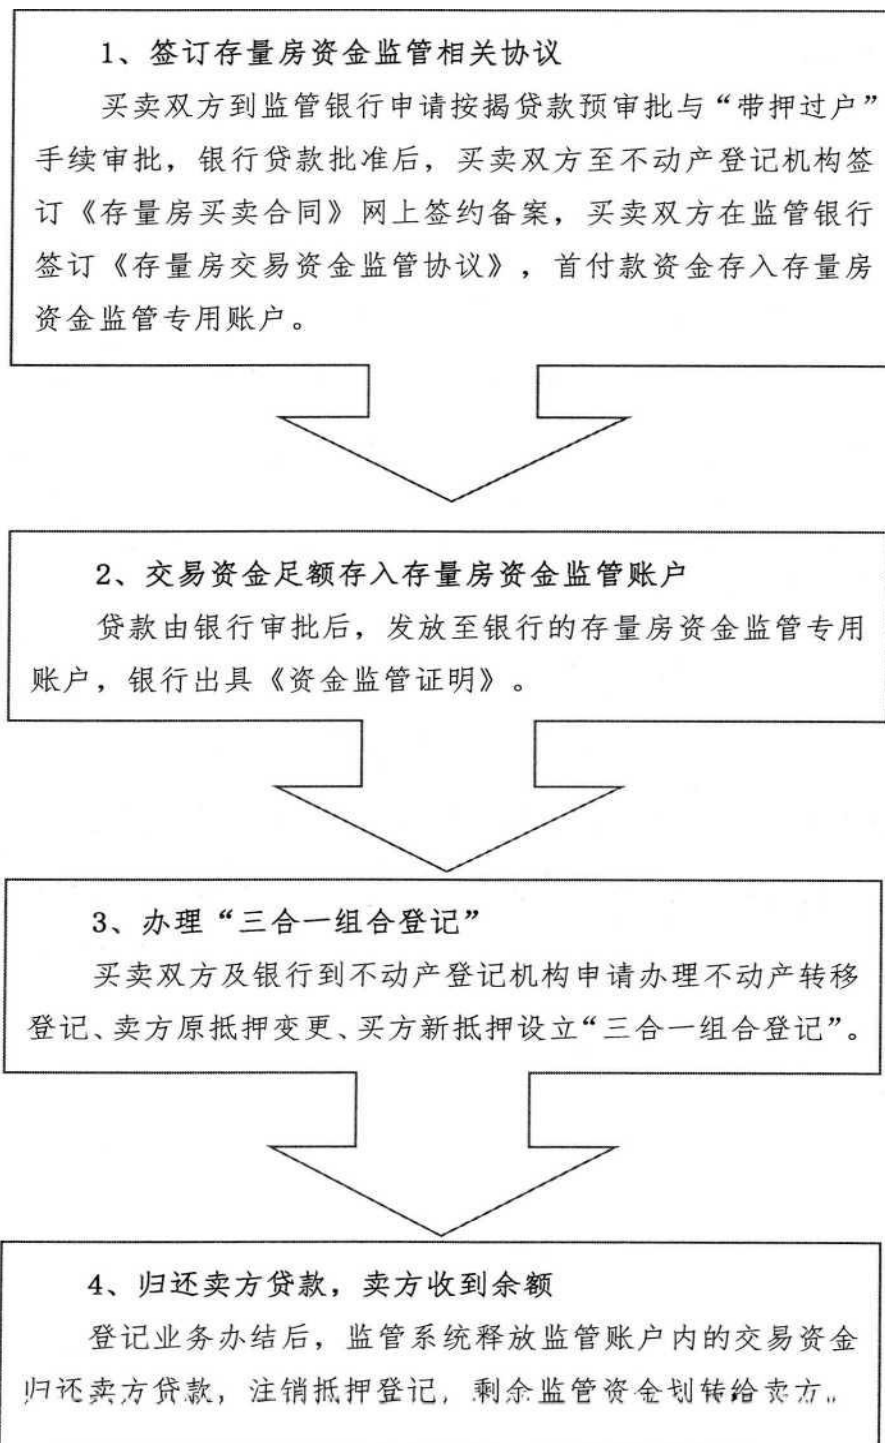 1、签订存量房资金监管相关协议
买卖双方到监管银行申请按揭贷款预审批与“带押过户”
手续审批，银行贷款批准后，买卖双方至不动产登记机构签
订《存量房买卖合同》网上签约备案，买卖双方在监管银行
签订《存量房交易资金监管协议》，首付款资金存入存量房
资金监管专用账户。
2、交易资金足额存入存量房资金监管账户
贷款由银行审批后，发放至银行的存量房资金监管专用
账户，银行出具《资金监管证明》。
3、办理“三合一组合登记”
买卖双方及银行到不动产登记机构申请办理不动产转移
登记、卖方原抵押变更、买方新抵押设立“三合一组合登记”。
4、归还卖方贷款，卖方收到余额
登记业务办结后，监管系统释放监管账户内的交易资金
归还卖方贷款，注销抵押登记，剩余监管资金划转给卖方。